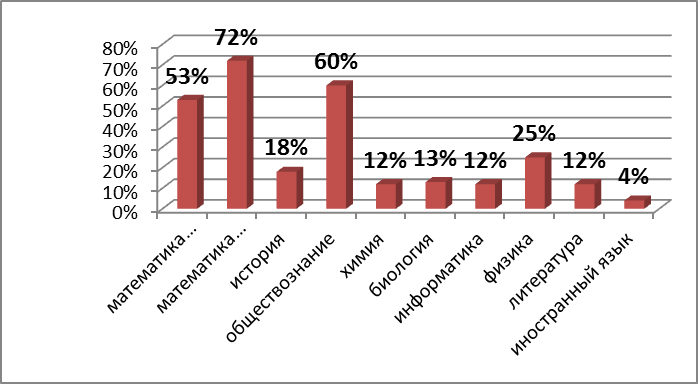 80%
70%
60%
50%
40%
30%
20%
10%
0%
53%
72%
18%
60%
12%
13%
12%
25%
12%
4%
математика...
математика...
история
обществознание
химия
биология
информатика
физика
литература
иностранный язык